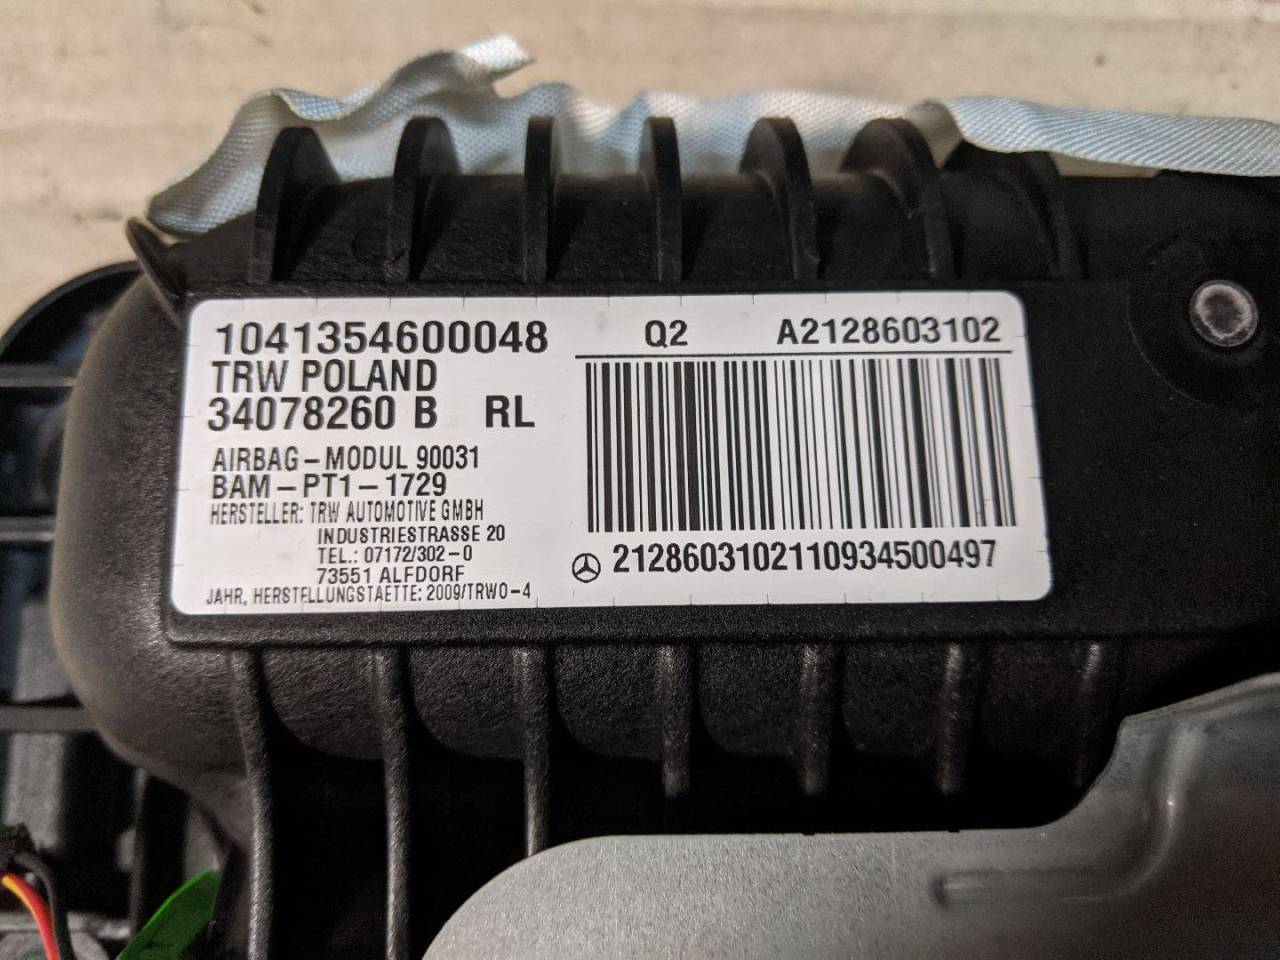 1041354600048 Q2 A2128603102
TRW POLAND
34078260 B RL
AIRBAG-MODUL 90031
BAM-PT1-1729
HERSTELLER: TRW AUTOMOTIVE GMBH
INDUSTRIESTRASSE 20
TEL.: 07172/302-0
73551 ALFDORF
JAHR, HERSTELLUNGSTAETTE: 2009/TRWO-4
2128603102110934500497